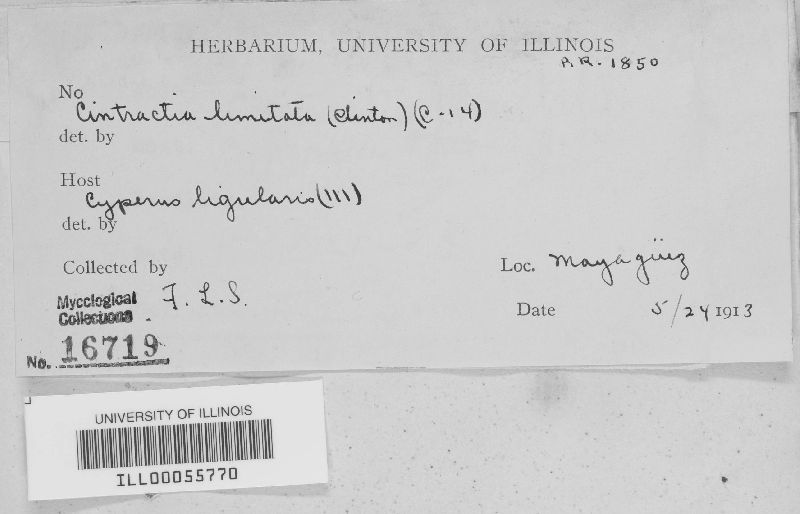 HERBARIUM, UNIVERSITY OF ILLINOIS
P.R. - 1850
No
Cintractia limitata (Clinton) (C-14)
det. by
Host
Cyperus ligularis (111)
det. by
Collected by
Loc. Mayagüez
Mycological F. L. S.
Collections
Date 5/24 1913
No. 16719
UNIVERSITY OF ILLINOIS
ILL00055770